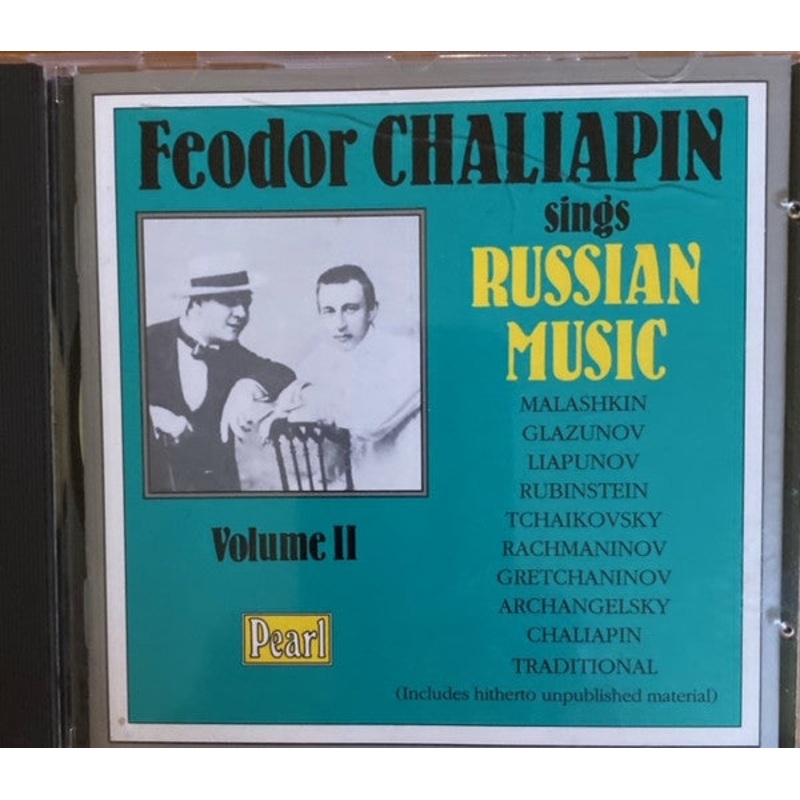 Feodor CHALIAPIN
sings
RUSSIAN
MUSIC
MALASHKIN
GLAZUNOV
LIAPUNOV
RUBINSTEIN
TCHAIKOVSKY
RACHMANINOV
GRETCHANINOV
ARCHANGELSKY
CHALIAPIN
TRADITIONAL
(Includes hitherto unpublished material)
Volume II
Pearl